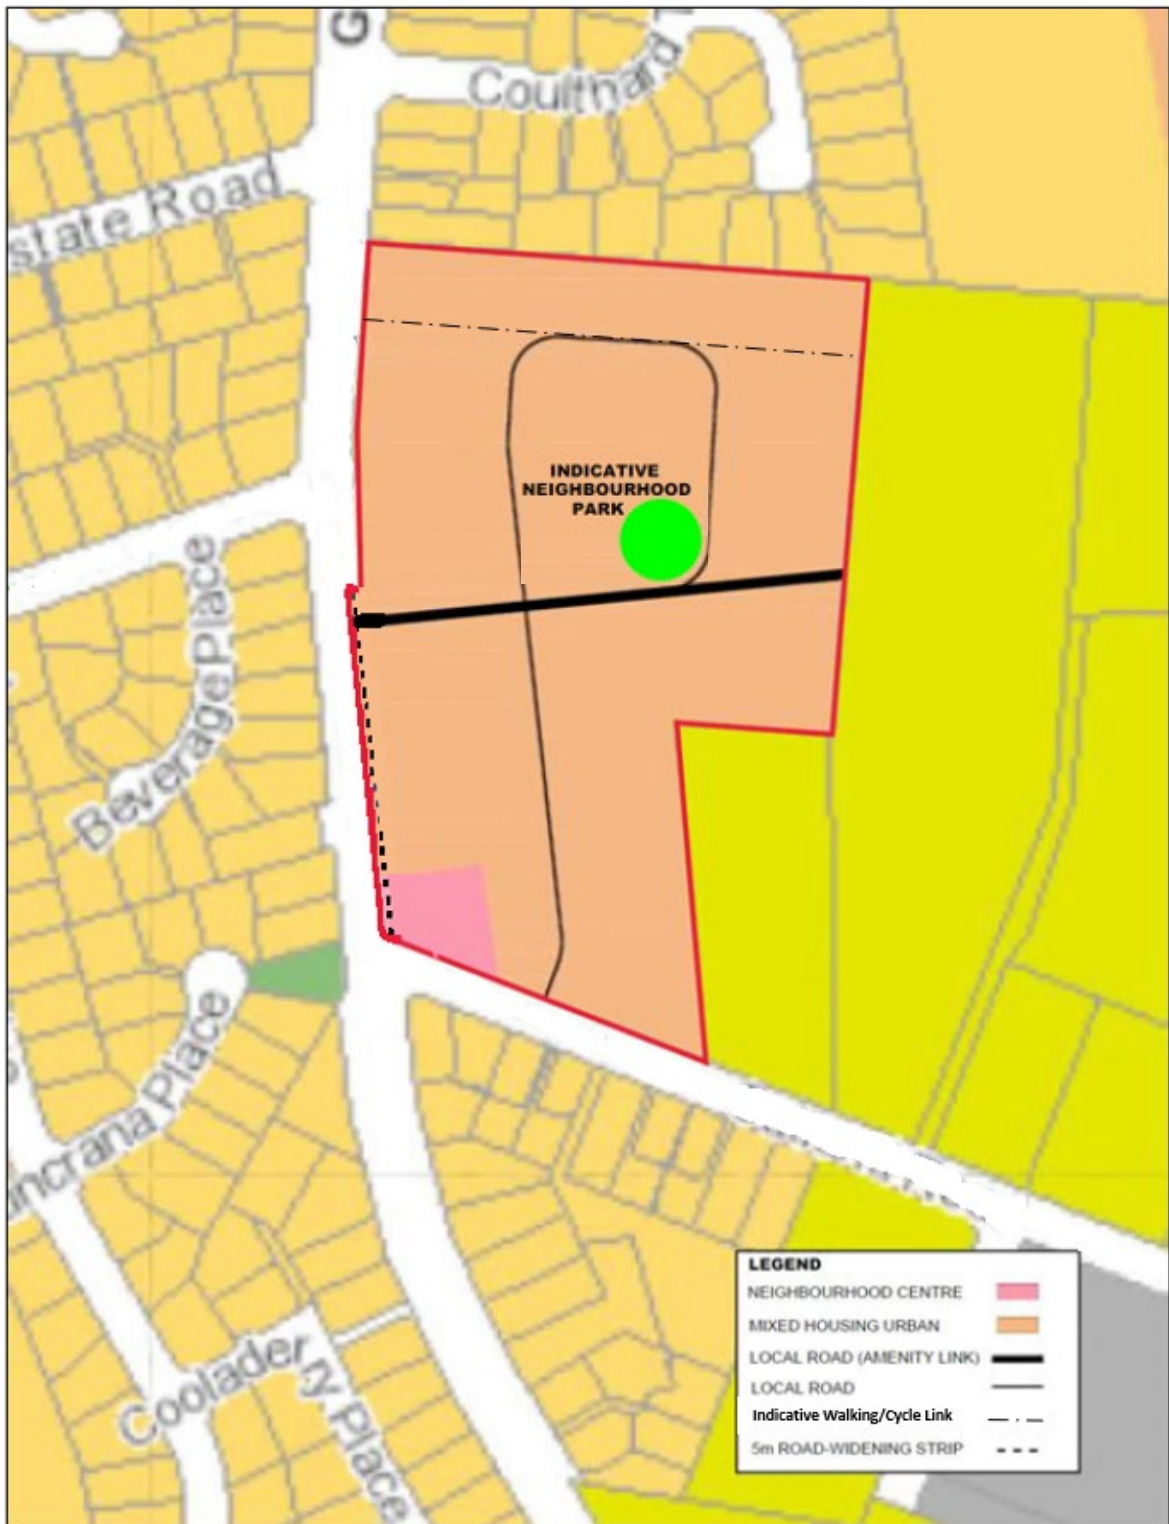 G
Coulthard
state Road
INDICATIVE
NEIGHBOURHOOD
PARK
Beverage Place
ncrana Place
Cooladerry Place
LEGEND
NEIGHBOURHOOD CENTRE
MIXED HOUSING URBAN
LOCAL ROAD (AMENITY LINK)
LOCAL ROAD
Indicative Walking/Cycle Link
5m ROAD-WIDENING STRIP